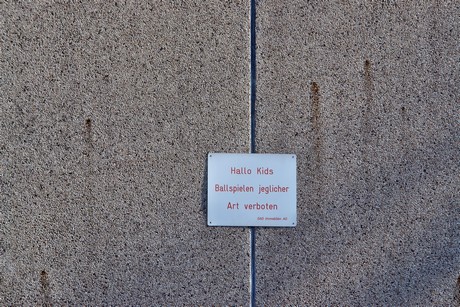 Hallo Kids
Ballspielen jeglicher
Art verboten